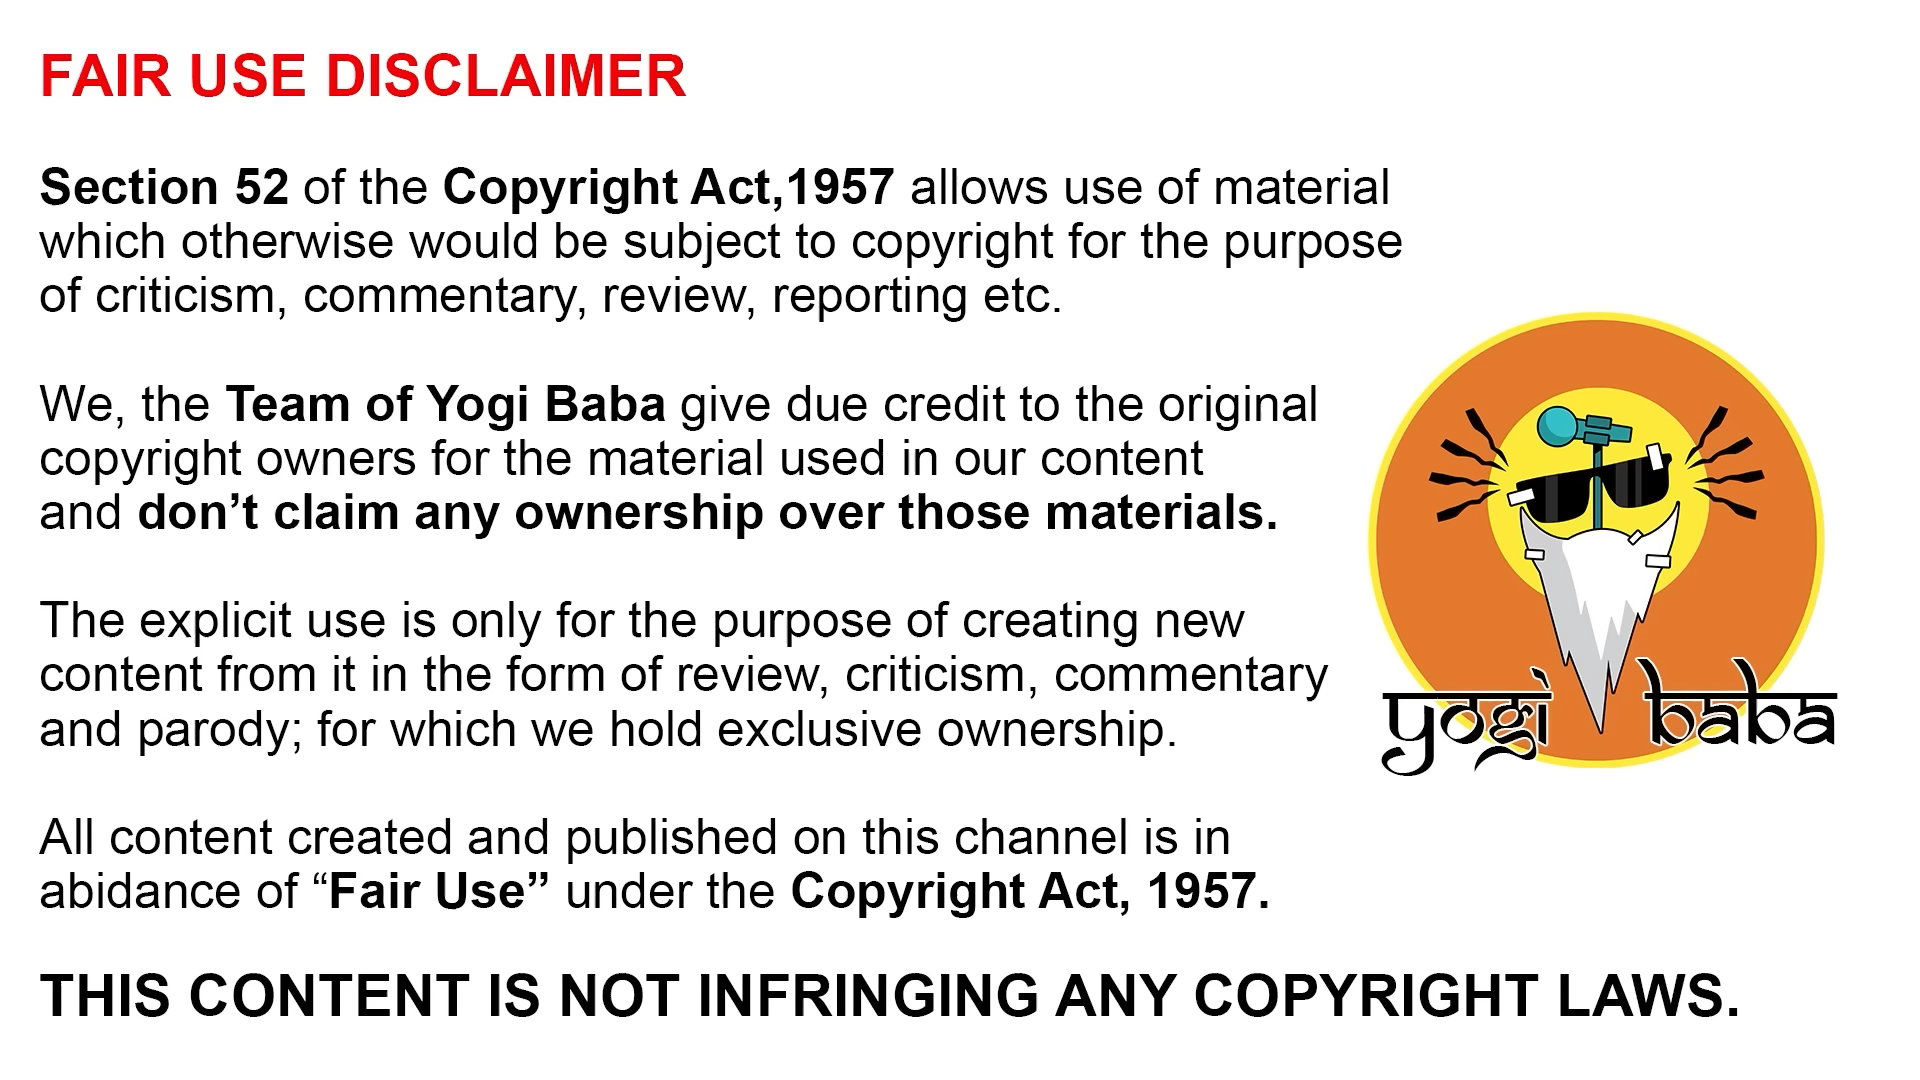 FAIR USE DISCLAIMER
Section 52 of the Copyright Act,1957 allows use of material
which otherwise would be subject to copyright for the purpose
of criticism, commentary, review, reporting etc.
We, the Team of Yogi Baba give due credit to the original
copyright owners for the material used in our content
and don’t claim any ownership over those materials.
The explicit use is only for the purpose of creating new
content from it in the form of review, criticism, commentary
and parody; for which we hold exclusive ownership.
yogi baba
All content created and published on this channel is in
abidance of “Fair Use” under the Copyright Act, 1957.
THIS CONTENT IS NOT INFRINGING ANY COPYRIGHT LAWS.